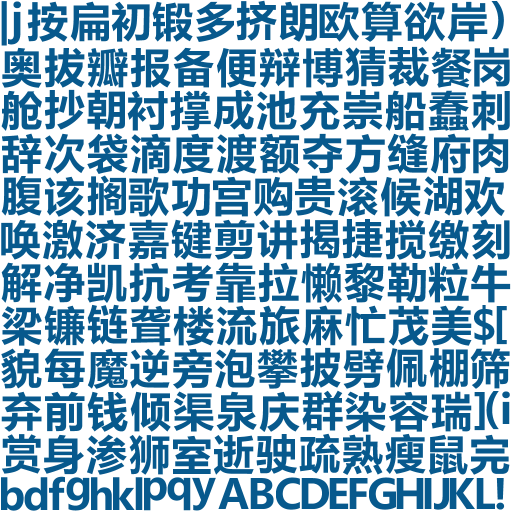 |j按扁初锻多挤朗欧算欲岸)
奥拔瓣报备便辩博猜裁餐岗
舱抄朝衬撑成池充崇船蠢刺
辞次袋滴度渡额夺方缝府肉
腹该搁歌功宫购贵滚候湖欢
唤激济嘉键剪讲揭捷搅缴刻
解净凯抗考靠拉懒黎勒粒牛
梁镰链聋楼流旅麻忙茂美$[
貌每魔逆旁泡攀披劈佩棚筛
弃前钱倾渠泉庆群染容瑞](i
赏身渗狮室逝驶疏熟瘦鼠完
bdfghklpqyABCDEFGHIJKL!